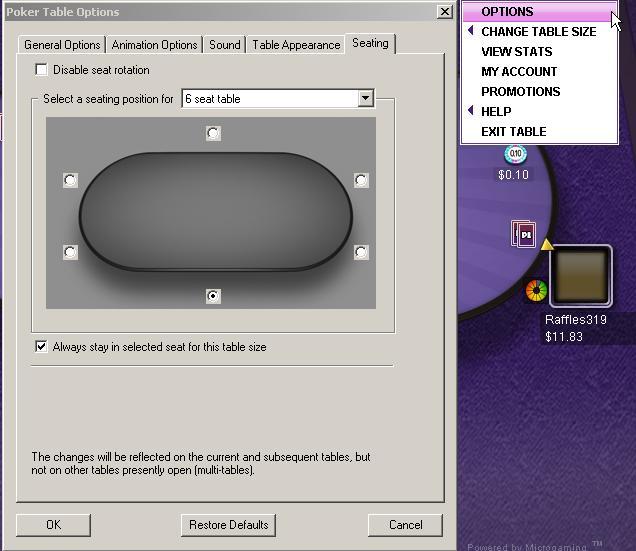 Poker Table Options
General Options
Animation Options
Sound
Table Appearance
Seating
Disable seat rotation
Select a seating position for
6 seat table
Always stay in selected seat for this table size
The changes will be reflected on the current and subsequent tables, but
not on other tables presently open (multi-tables).
OK
Restore Defaults
Cancel
OPTIONS
CHANGE TABLE SIZE
VIEW STATS
MY ACCOUNT
PROMOTIONS
HELP
EXIT TABLE
0.10
$0.10
Raffles319
$11.83
Powered by Microgaming ™